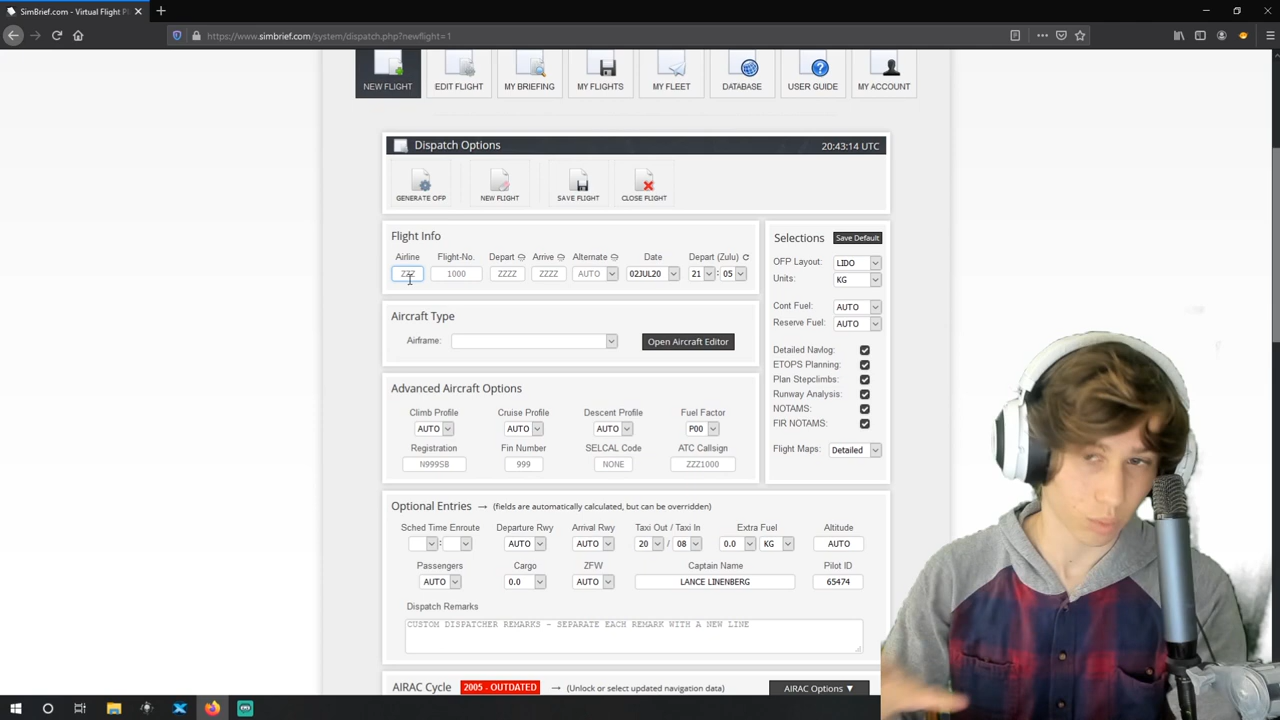 SimBrief.com - Virtual Flight Pl
https://www.simbrief.com/system/dispatch.php?newflight=1
NEW FLIGHT EDIT FLIGHT MY BRIEFING MY FLIGHTS MY FLEET DATABASE USER GUIDE MY ACCOUNT
Dispatch Options 20:43:14 UTC
GENERATE OFP NEW FLIGHT SAVE FLIGHT CLOSE FLIGHT
Flight Info
Airline Flight-No. Depart Arrive Alternate Date Depart (Zulu)
ZZZ 1000 ZZZZ ZZZZ AUTO 02JUL20 21 : 05
Aircraft Type
Airframe: Open Aircraft Editor
Advanced Aircraft Options
Climb Profile Cruise Profile Descent Profile Fuel Factor
AUTO AUTO AUTO P00
Registration Fin Number SELCAL Code ATC Callsign
N999SB 999 NONE ZZZ1000
Selections Save Default
OFP Layout: LIDO
Units: KG
Cont Fuel: AUTO
Reserve Fuel: AUTO
Detailed Navlog:
ETOPS Planning:
Plan Stepclimbs:
Runway Analysis:
NOTAMS:
FIR NOTAMS:
Flight Maps: Detailed
Optional Entries → (fields are automatically calculated, but can be overridden)
Sched Time Enroute Departure Rwy Arrival Rwy Taxi Out / Taxi In Extra Fuel Altitude
: AUTO AUTO 20 / 08 0.0 KG AUTO
Passengers Cargo ZFW Captain Name Pilot ID
AUTO 0.0 AUTO LANCE LINENBERG 65474
Dispatch Remarks
CUSTOM DISPATCHER REMARKS - SEPARATE EACH REMARK WITH A NEW LINE
AIRAC Cycle 2005 - OUTDATED → (Unlock or select updated navigation data) AIRAC Options ▼